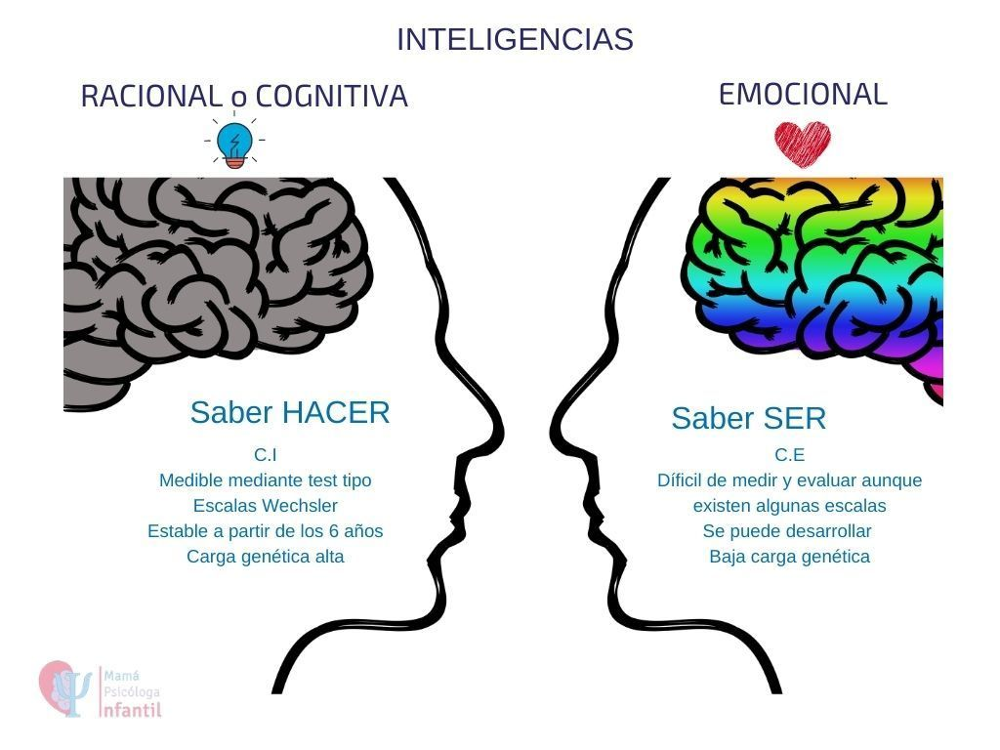 INTELIGENCIAS
RACIONAL o COGNITIVA
EMOCIONAL
Saber HACER
C.I
Medible mediante test tipo
Escalas Wechsler
Estable a partir de los 6 años
Carga genética alta
Saber SER
C.E
Díficil de medir y evaluar aunque
existen algunas escalas
Se puede desarrollar
Baja carga genética
Mamá
Psicóloga
Infantil